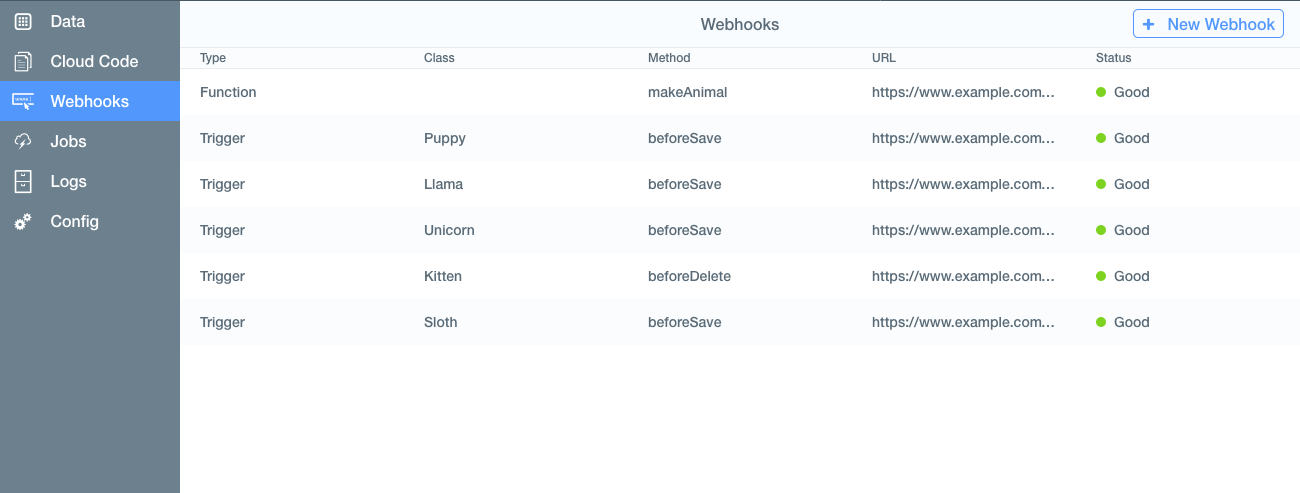 Data
Cloud Code
Webhooks
Jobs
Logs
Config
Webhooks
+ New Webhook
Type Class Method URL Status
Function makeAnimal https://www.example.com... Good
Trigger Puppy beforeSave https://www.example.com... Good
Trigger Llama beforeSave https://www.example.com... Good
Trigger Unicorn beforeSave https://www.example.com... Good
Trigger Kitten beforeDelete https://www.example.com... Good
Trigger Sloth beforeSave https://www.example.com... Good